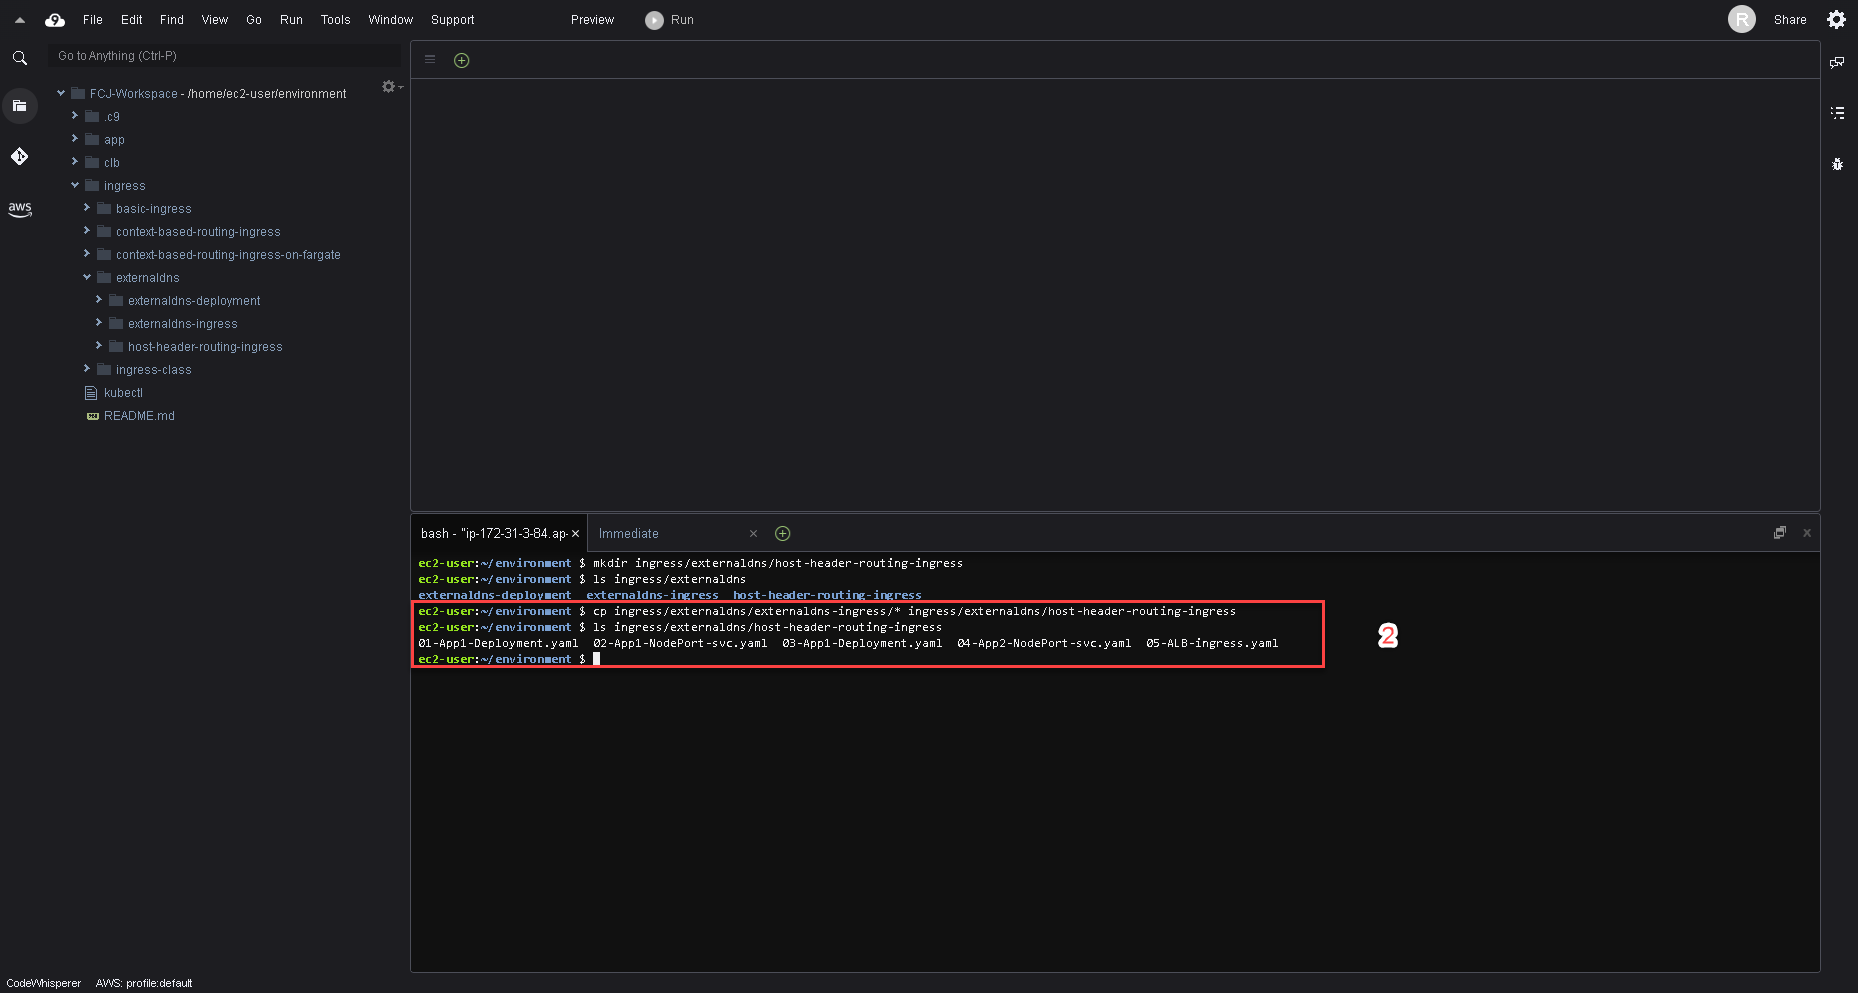 9 File Edit Find View Go Run Tools Window Support Preview Run R Share
Go to Anything (Ctrl-P)
FCJ-Workspace - /home/ec2-user/environment
.c9
app
clb
ingress
basic-ingress
context-based-routing-ingress
context-based-routing-ingress-on-fargate
externaldns
externaldns-deployment
externaldns-ingress
host-header-routing-ingress
ingress-class
kubectl
README.md
aws
bash - "ip-172-31-3-84.ap- Immediate
ec2-user:~/environment $ mkdir ingress/externaldns/host-header-routing-ingress
ec2-user:~/environment $ ls ingress/externaldns
externaldns-deployment externaldns-ingress host-header-routing-ingress
ec2-user:~/environment $ cp ingress/externaldns/externaldns-ingress/* ingress/externaldns/host-header-routing-ingress
ec2-user:~/environment $ ls ingress/externaldns/host-header-routing-ingress
01-App1-Deployment.yaml 02-App1-NodePort-svc.yaml 03-App1-Deployment.yaml 04-App2-NodePort-svc.yaml 05-ALB-ingress.yaml
ec2-user:~/environment $
2
CodeWhisperer AWS: profile:default